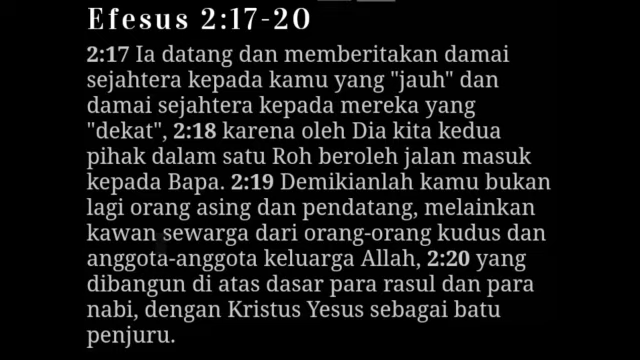 Efesus 2:17-20
2:17 Ia datang dan memberitakan damai
sejahtera kepada kamu yang "jauh" dan
damai sejahtera kepada mereka yang
"dekat", 2:18 karena oleh Dia kita kedua
pihak dalam satu Roh beroleh jalan masuk
kepada Bapa. 2:19 Demikianlah kamu bukan
lagi orang asing dan pendatang, melainkan
kawan sewarga dari orang-orang kudus dan
anggota-anggota keluarga Allah, 2:20 yang
dibangun di atas dasar para rasul dan para
nabi, dengan Kristus Yesus sebagai batu
penjuru.